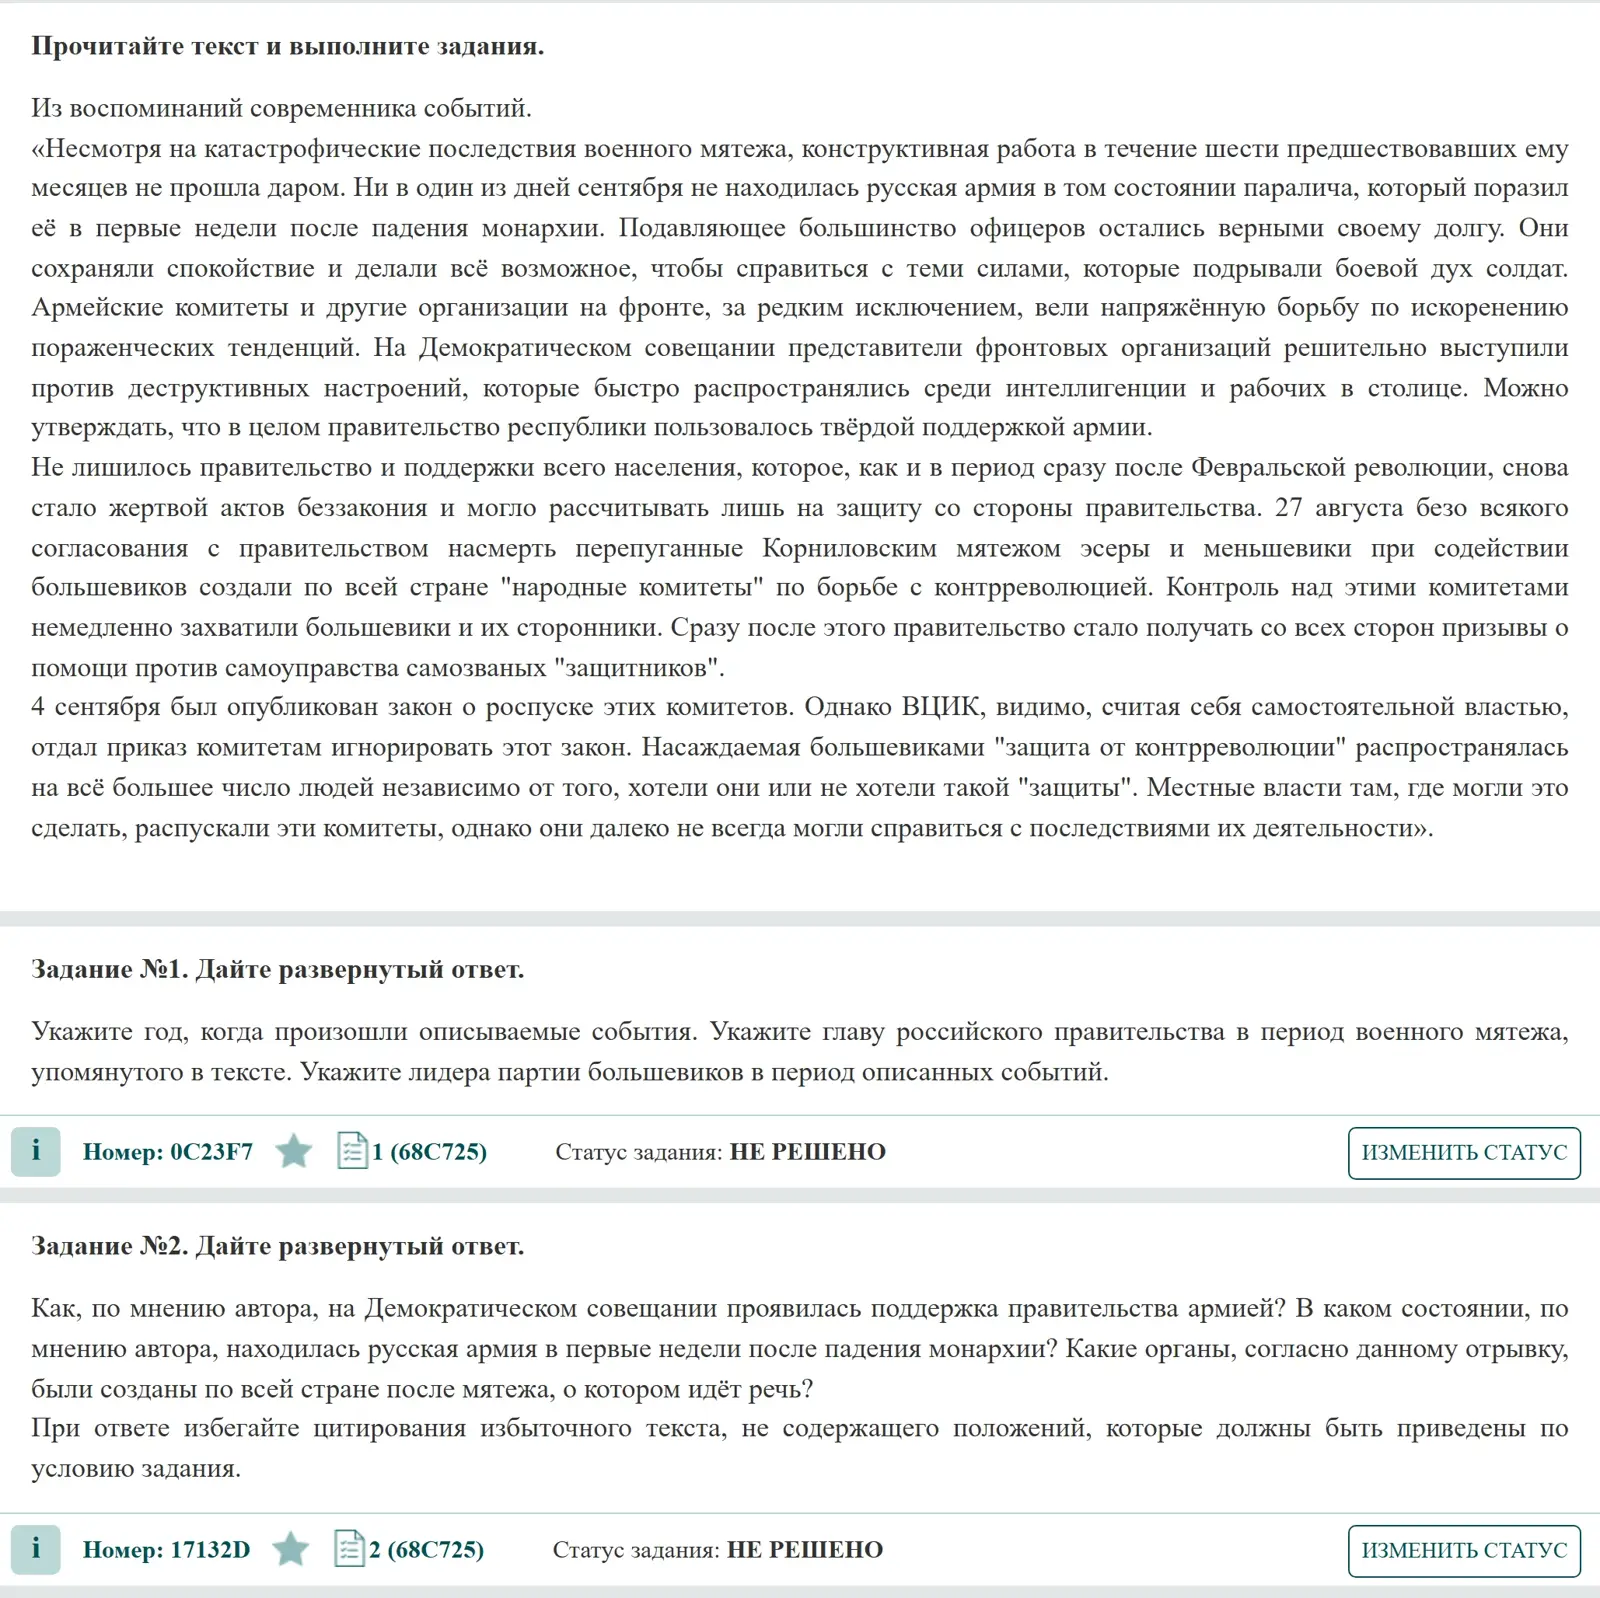 Прочитайте текст и выполните задания.
Из воспоминаний современника событий.
«Несмотря на катастрофические последствия военного мятежа, конструктивная работа в течение шести предшествовавших ему
месяцев не прошла даром. Ни в один из дней сентября не находилась русская армия в том состоянии паралича, который поразил
её в первые недели после падения монархии. Подавляющее большинство офицеров остались верными своему долгу. Они
сохраняли спокойствие и делали всё возможное, чтобы справиться с теми силами, которые подрывали боевой дух солдат.
Армейские комитеты и другие организации на фронте, за редким исключением, вели напряжённую борьбу по искоренению
пораженческих тенденций. На Демократическом совещании представители фронтовых организаций решительно выступили
против деструктивных настроений, которые быстро распространялись среди интеллигенции и рабочих в столице. Можно
утверждать, что в целом правительство республики пользовалось твёрдой поддержкой армии.
Не лишилось правительство и поддержки всего населения, которое, как и в период сразу после Февральской революции, снова
стало жертвой актов беззакония и могло рассчитывать лишь на защиту со стороны правительства. 27 августа безо всякого
согласования с правительством насмерть перепуганные Корниловским мятежом эсеры и меньшевики при содействии
большевиков создали по всей стране "народные комитеты" по борьбе с контрреволюцией. Контроль над этими комитетами
немедленно захватили большевики и их сторонники. Сразу после этого правительство стало получать со всех сторон призывы о
помощи против самоуправства самозваных "защитников".
4 сентября был опубликован закон о роспуске этих комитетов. Однако ВЦИК, видимо, считая себя самостоятельной властью,
отдал приказ комитетам игнорировать этот закон. Насаждаемая большевиками "защита от контрреволюции" распространялась
на всё большее число людей независимо от того, хотели они или не хотели такой "защиты". Местные власти там, где могли это
сделать, распускали эти комитеты, однако они далеко не всегда могли справиться с последствиями их деятельности».
Задание №1. Дайте развернутый ответ.
Укажите год, когда произошли описываемые события. Укажите главу российского правительства в период военного мятежа,
упомянутого в тексте. Укажите лидера партии большевиков в период описанных событий.
i Номер: 0C23F7 1 (68C725) Статус задания: НЕ РЕШЕНО ИЗМЕНИТЬ СТАТУС
Задание №2. Дайте развернутый ответ.
Как, по мнению автора, на Демократическом совещании проявилась поддержка правительства армией? В каком состоянии, по
мнению автора, находилась русская армия в первые недели после падения монархии? Какие органы, согласно данному отрывку,
были созданы по всей стране после мятежа, о котором идёт речь?
При ответе избегайте цитирования избыточного текста, не содержащего положений, которые должны быть приведены по
условию задания.
i Номер: 17132D 2 (68C725) Статус задания: НЕ РЕШЕНО ИЗМЕНИТЬ СТАТУС